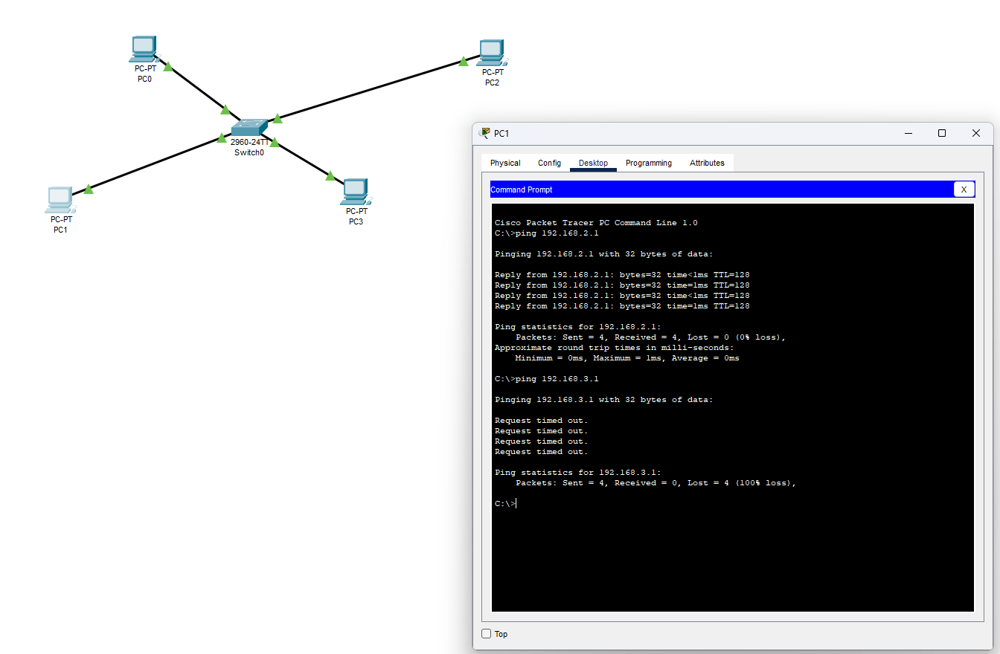 PC-PT
PC0
PC-PT
PC2
2960-24TT
Switch0
PC-PT
PC1
PC-PT
PC3
PC1
Physical Config Desktop Programming Attributes
Command Prompt X
Cisco Packet Tracer PC Command Line 1.0
C:\>ping 192.168.2.1
Pinging 192.168.2.1 with 32 bytes of data:
Reply from 192.168.2.1: bytes=32 time<1ms TTL=128
Reply from 192.168.2.1: bytes=32 time=1ms TTL=128
Reply from 192.168.2.1: bytes=32 time<1ms TTL=128
Reply from 192.168.2.1: bytes=32 time=1ms TTL=128
Ping statistics for 192.168.2.1:
Packets: Sent = 4, Received = 4, Lost = 0 (0% loss),
Approximate round trip times in milli-seconds:
Minimum = 0ms, Maximum = 1ms, Average = 0ms
C:\>ping 192.168.3.1
Pinging 192.168.3.1 with 32 bytes of data:
Request timed out.
Request timed out.
Request timed out.
Request timed out.
Ping statistics for 192.168.3.1:
Packets: Sent = 4, Received = 0, Lost = 4 (100% loss),
C:\>
Top